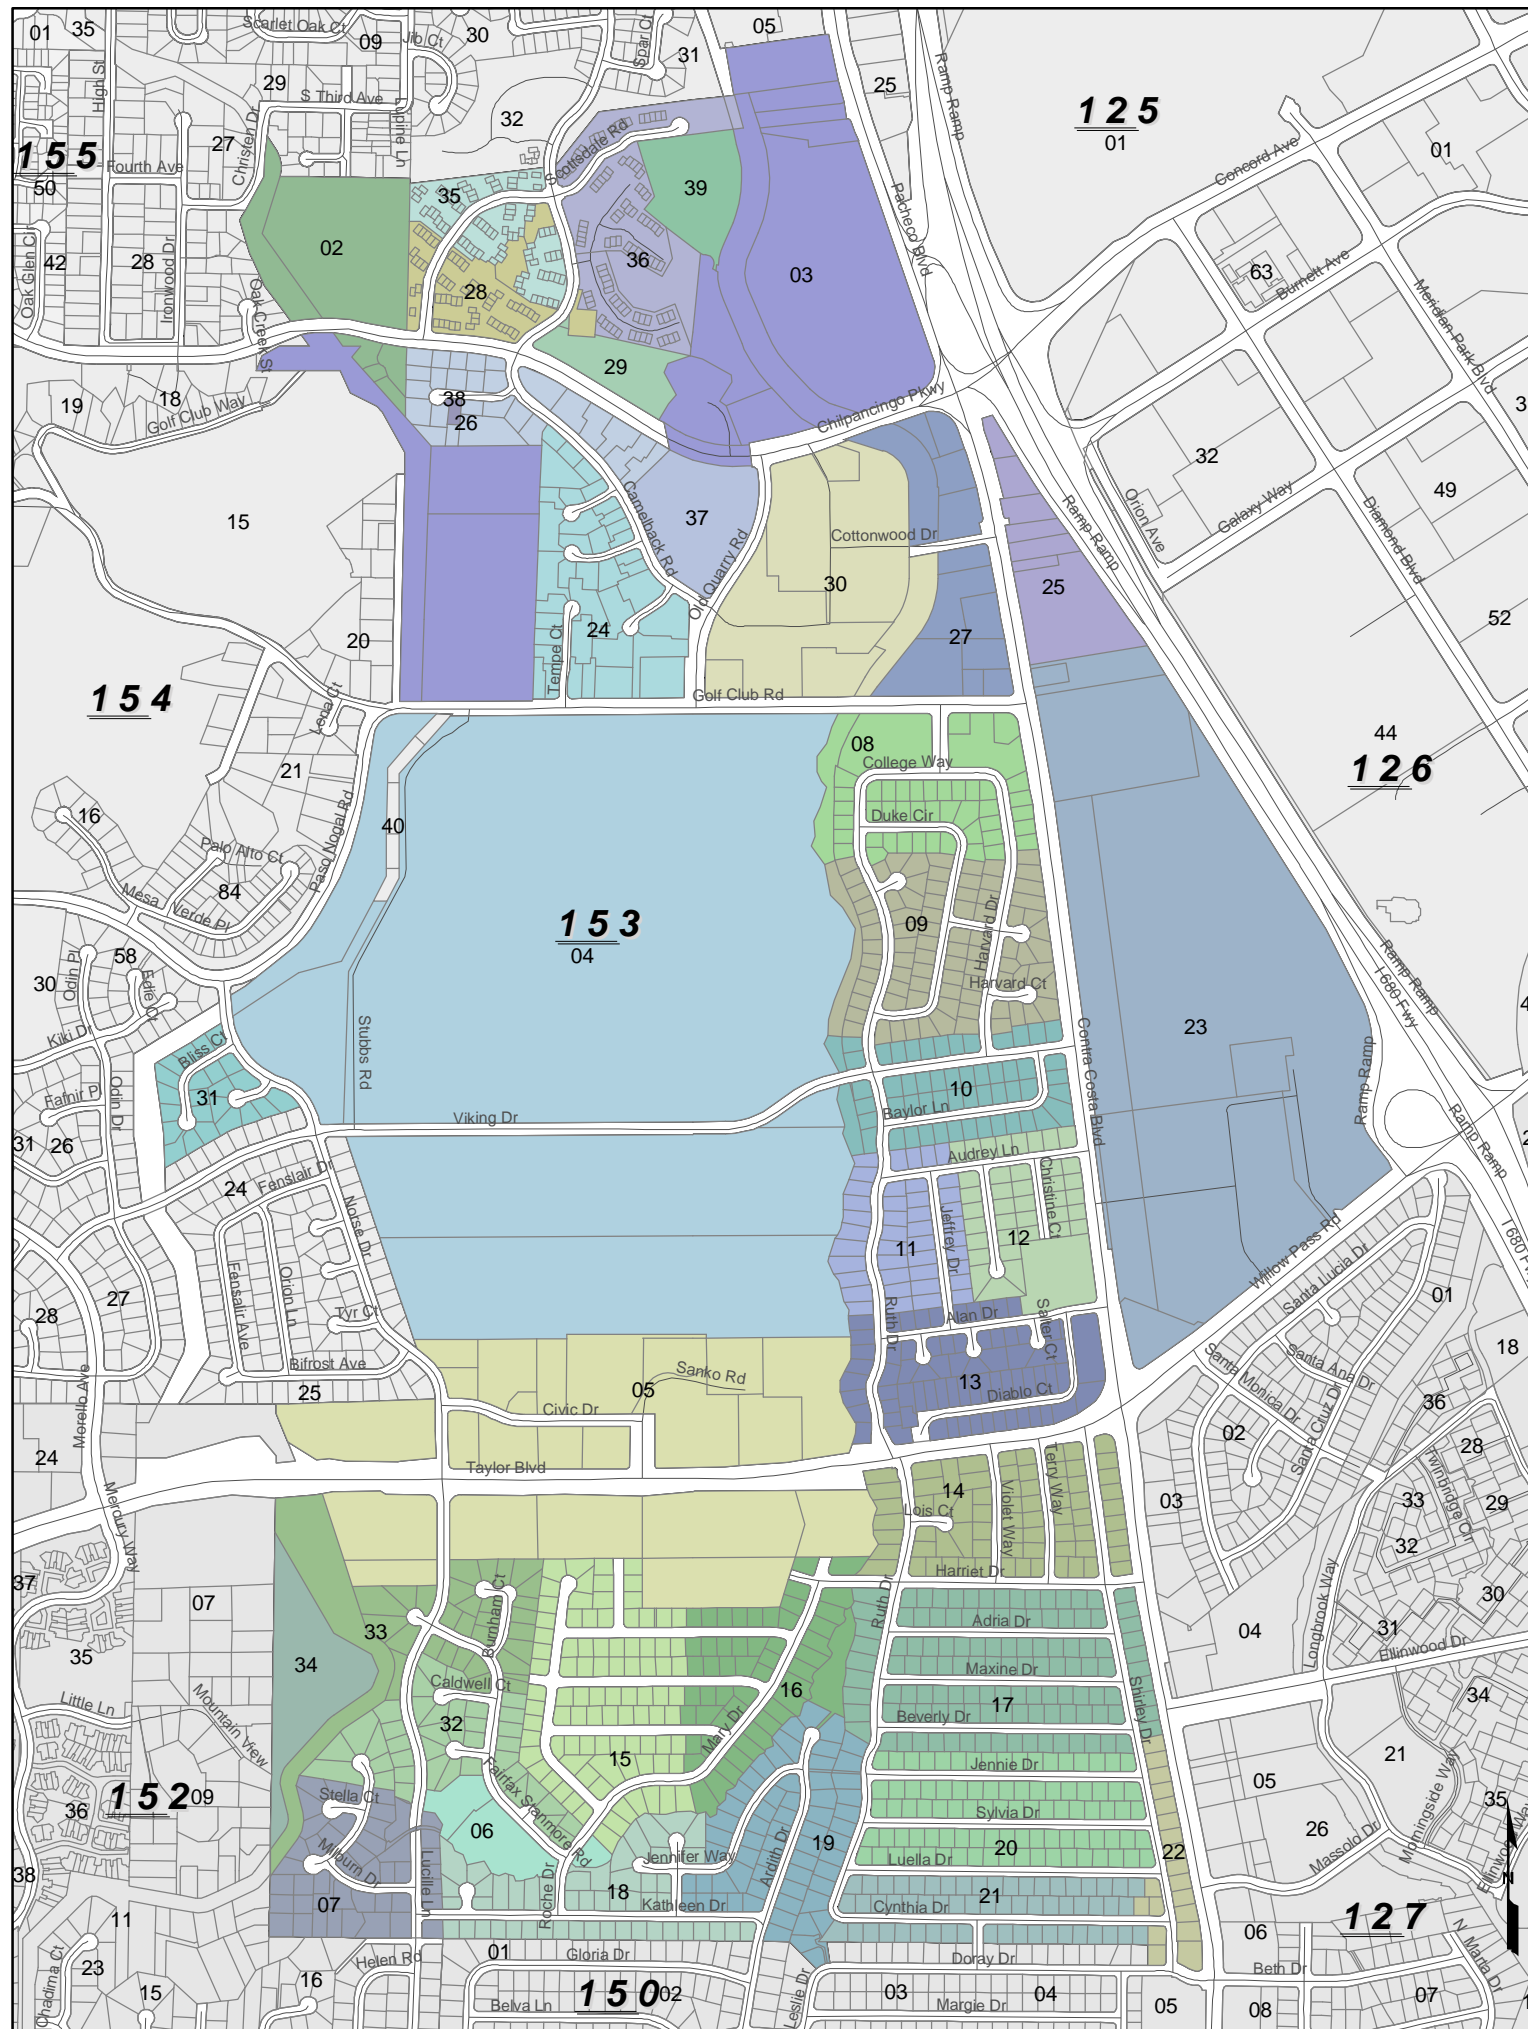 01
35
Scarlet Oak Ct
09
Jib Ct
30
Spar Ct
31
05
25
Ramp Ramp
125
01
High St
29
S Third Ave
Lupine Ln
32
Christen Dr
27
155
50
Fourth Ave
Scottsdale Rd
Concord Ave
01
35
39
Pacheco Blvd
Oak Glen Cir
42
28
Ironwood Dr
02
28
36
03
63
Burnett Ave
Meridian Park Blvd
Oak Creek St
29
19
18
Golf Club Way
38
26
Chilpancingo Pkwy
3
32
49
15
Camelback Rd
37
Cottonwood Dr
Ramp Ramp
Orion Ave
Galaxy Way
Diamond Blvd
Old Quarry Rd
30
25
52
20
Tempe Ct
24
27
154
Lena Ct
Golf Club Rd
44
126
21
08
College Way
16
Paso Nogal Rd
40
Duke Cir
Palo Alto Ct
84
Mesa Verde Pl
153
04
09
Harvard Dr
58
30
Odin Pl
Edie Ct
Harvard Ct
Ramp Ramp
I 680 Fwy
4
Kiki Dr
Bliss Ct
Stubbs Rd
Contra Costa Blvd
23
Ramp Ramp
Fafnir Pl
Odin Dr
31
10
Baylor Ln
Viking Dr
31
26
Ramp Ramp
2
Audrey Ln
Christine Ct
24
Fenslair Dr
Norse Dr
Jeffrey Dr
11
12
Willow Pass Rd
I 680 Fw
Santa Lucia Dr
01
27
28
Fensalir Ave
Orion Ln
Tyr Ct
Ruth Dr
Alan Dr
Salter Ct
Santa Ana Dr
18
Santa Monica Dr
Bifrost Ave
25
Sanko Rd
05
Civic Dr
13
Diablo Ct
Santa Cruz Dr
36
02
28
Morello Ave
24
Taylor Blvd
14
Lois Ct
Violet Way
Terry Way
03
Twinbridge Cir
33
29
32
Mercury Way
37
07
Burnham Ct
Harriet Dr
Longbrook Way
30
31
Ruth Dr
Adria Dr
04
Ellinwood Dr
33
34
35
Maxine Dr
Shirley Dr
Little Ln
Mountain View
Caldwell Ct
32
16
Mary Dr
17
34
Beverly Dr
15
Jennie Dr
21
05
152
09
36
Stella Ct
Fairfax
Stanmore Rd
Sylvia Dr
Morningside Way
35
06
26
Massolo Dr
Ellinwood Way
Milburn Dr
Lucille Ln
Jennifer Way
Ardith Dr
19
Luella Dr
20
22
38
07
Roche Dr
18
Kathleen Dr
21
Cynthia Dr
N
11
06
127
N Maria Dr
Chadima Ct
23
Helen Rd
01
Gloria Dr
Doray Dr
Beth Dr
15
16
Belva Ln
150
02
Leslie Dr
03
Margie Dr
04
05
08
07